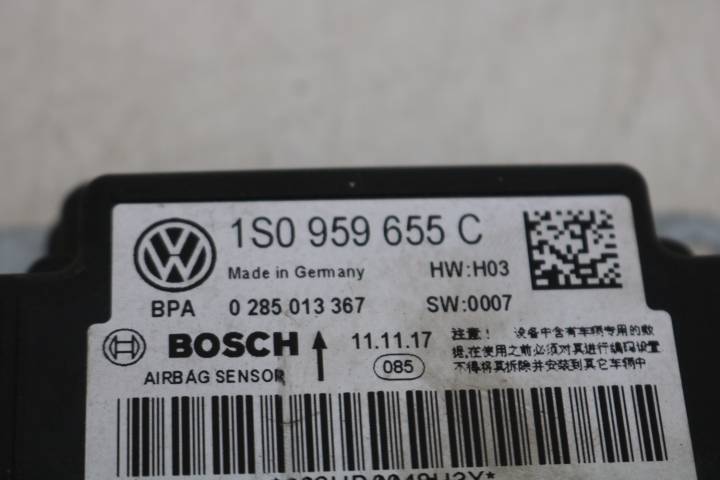 1S0 959 655 C
Made in Germany HW:H03
BPA 0 285 013 367 SW:0007
BOSCH 11.11.17 注意: 设备中含有车辆专用的数
AIRBAG SENSOR 085 据,在使用之前必须对其进行编码设置
不得将其拆除并安装到其它车辆中